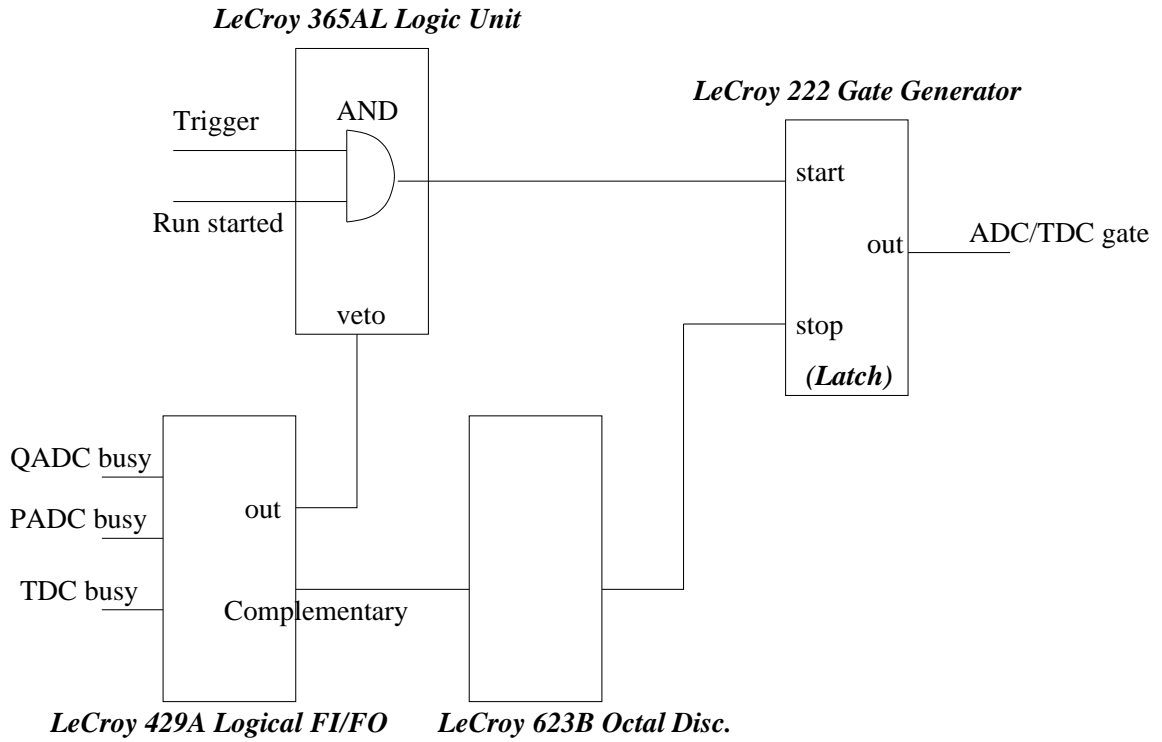 LeCroy 365AL Logic Unit
LeCroy 222 Gate Generator
AND
Trigger
Run started
start
out
ADC/TDC gate
veto
stop
(Latch)
QADC busy
PADC busy
out
TDC busy
Complementary
LeCroy 429A Logical FI/FO
LeCroy 623B Octal Disc.